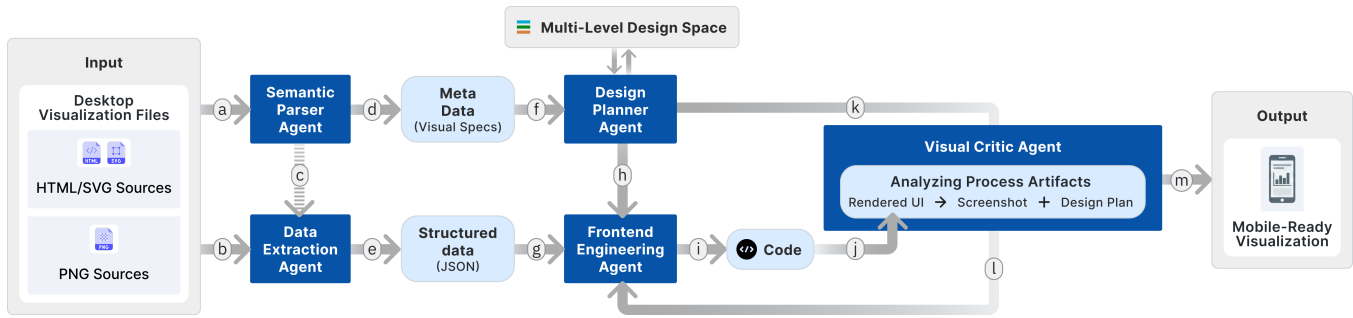 Input
Desktop
Visualization Files
HTML
SVG
HTML/SVG Sources
PNG
PNG Sources
a
b
Semantic
Parser
Agent
c
Data
Extraction
Agent
d
e
Meta
Data
(Visual Specs)
Structured
data
(JSON)
f
g
Multi-Level Design Space
Design
Planner
Agent
h
Frontend
Engineering
Agent
i
</> Code
j
k
Visual Critic Agent
Analyzing Process Artifacts
Rendered UI → Screenshot + Design Plan
l
m
Output
Mobile-Ready
Visualization